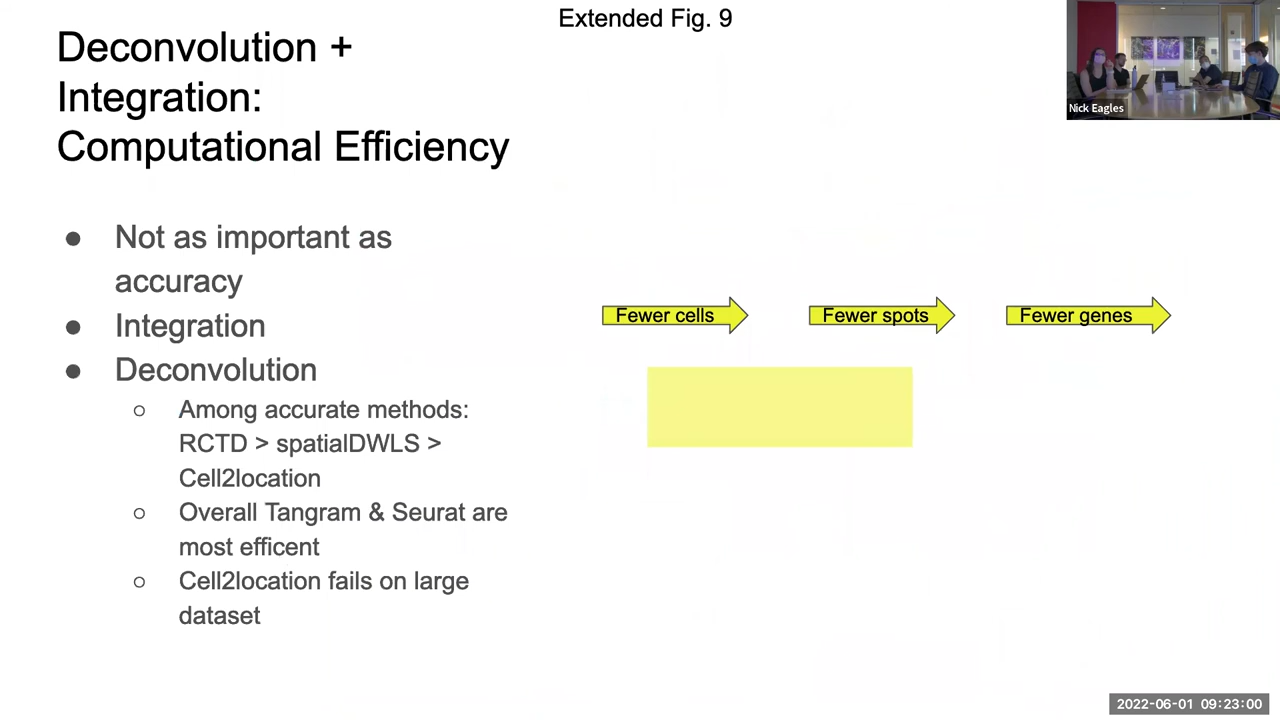 Extended Fig. 9
Deconvolution +
Integration:
Computational Efficiency
Nick Eagles
● Not as important as
accuracy
● Integration
● Deconvolution
○ Among accurate methods:
RCTD > spatialDWLS >
Cell2location
○ Overall Tangram & Seurat are
most efficent
○ Cell2location fails on large
dataset
Fewer cells
Fewer spots
Fewer genes
2022-06-01 09:23:00